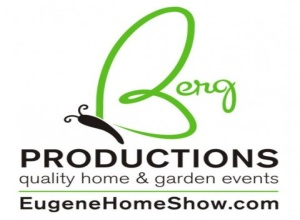 Berg
PRODUCTIONS
quality home & garden events
EugeneHomeShow.com